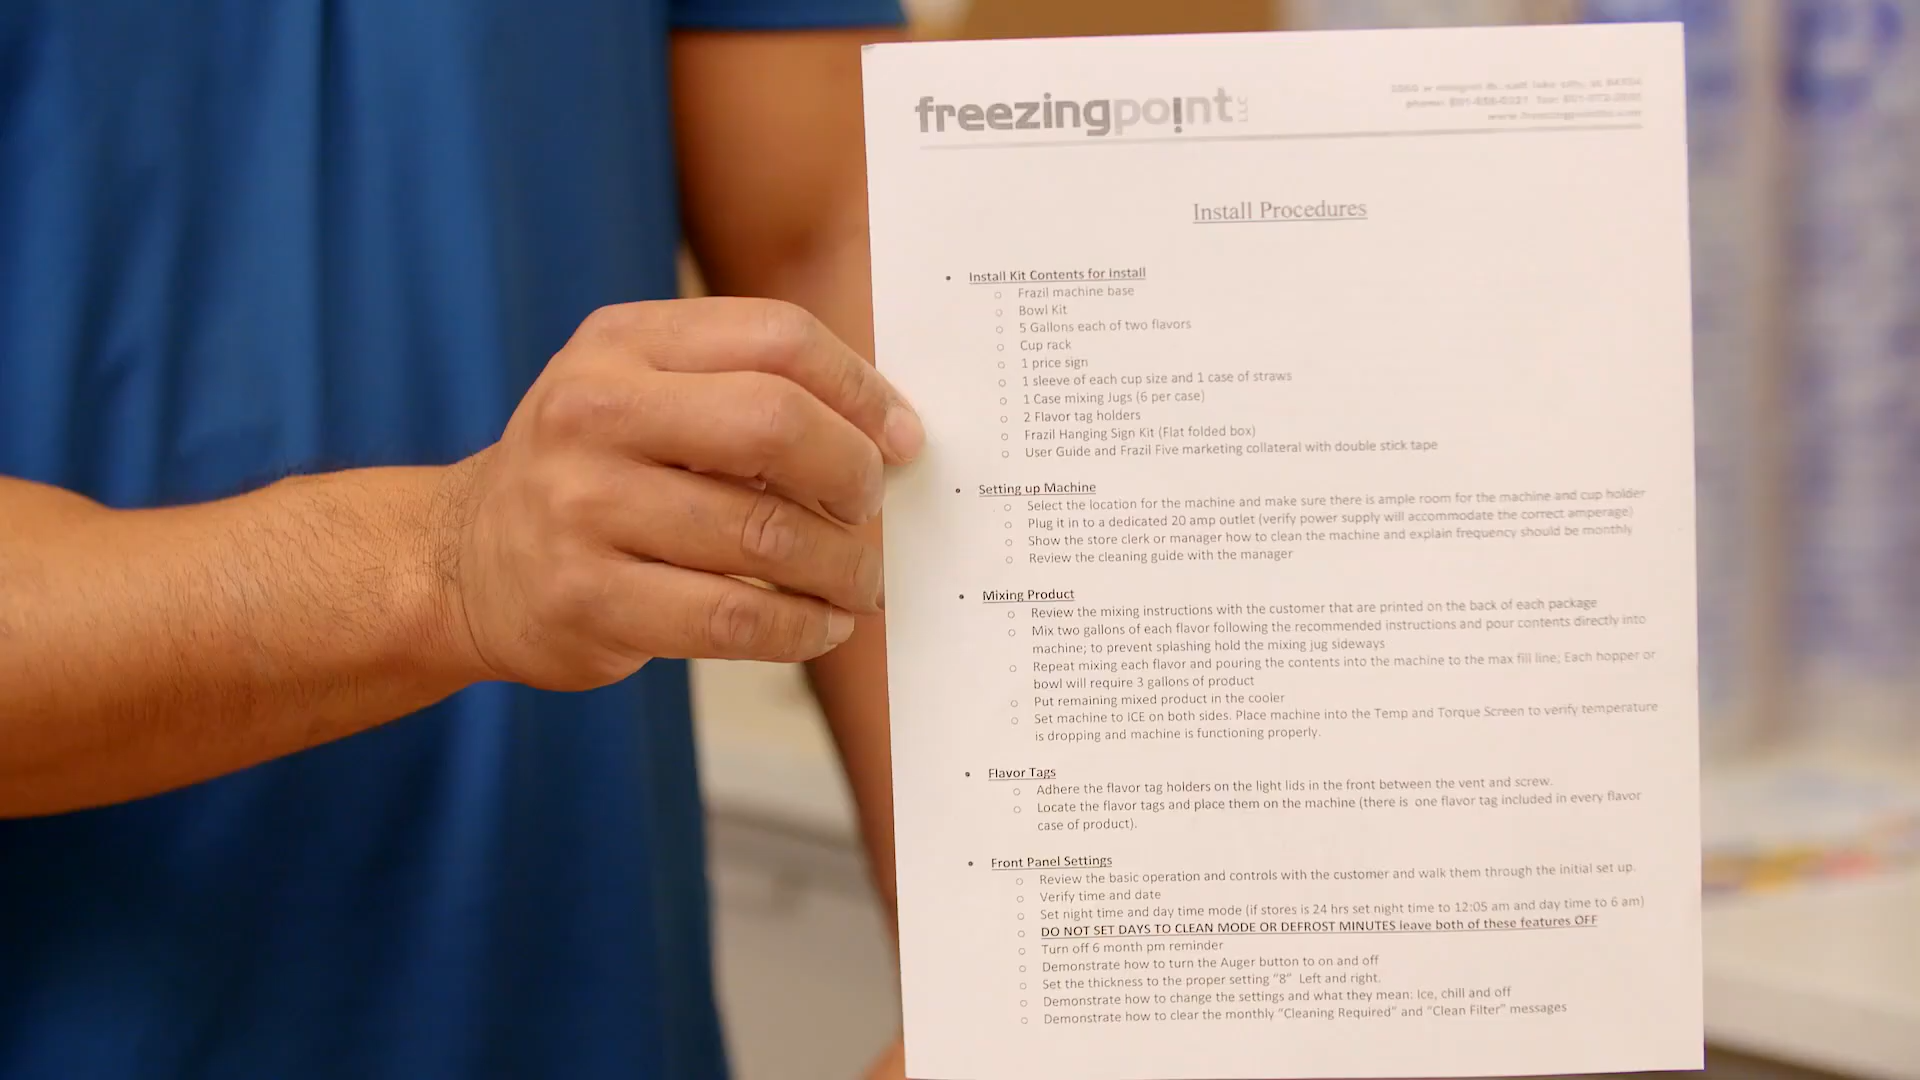 freezingpoint LLC
Install Procedures
• Install Kit Contents for Install
○ Frazil machine base
○ Bowl Kit
○ 5 Gallons each of two flavors
○ Cup rack
○ 1 price sign
○ 1 sleeve of each cup size and 1 case of straws
○ 1 Case mixing Jugs (6 per case)
○ 2 Flavor tag holders
○ Frazil Hanging Sign Kit (Flat folded box)
○ User Guide and Frazil Five marketing collateral with double stick tape
• Setting up Machine
○ Select the location for the machine and make sure there is ample room for the machine and cup holder
○ Plug it in to a dedicated 20 amp outlet (verify power supply will accommodate the correct amperage)
○ Show the store clerk or manager how to clean the machine and explain frequency should be monthly
○ Review the cleaning guide with the manager
• Mixing Product
○ Review the mixing instructions with the customer that are printed on the back of each package
○ Mix two gallons of each flavor following the recommended instructions and pour contents directly into
machine; to prevent splashing hold the mixing jug sideways
○ Repeat mixing each flavor and pouring the contents into the machine to the max fill line; Each hopper or
bowl will require 3 gallons of product
○ Put remaining mixed product in the cooler
○ Set machine to ICE on both sides. Place machine into the Temp and Torque Screen to verify temperature
is dropping and machine is functioning properly.
• Flavor Tags
○ Adhere the flavor tag holders on the light lids in the front between the vent and screw.
○ Locate the flavor tags and place them on the machine (there is one flavor tag included in every flavor
case of product).
• Front Panel Settings
○ Review the basic operation and controls with the customer and walk them through the initial set up.
○ Verify time and date
○ Set night time and day time mode (if stores is 24 hrs set night time to 12:05 am and day time to 6 am)
○ DO NOT SET DAYS TO CLEAN MODE OR DEFROST MINUTES leave both of these features OFF
○ Turn off 6 month pm reminder
○ Demonstrate how to turn the Auger button to on and off
○ Set the thickness to the proper setting "8" Left and right.
○ Demonstrate how to change the settings and what they mean: Ice, chill and off
○ Demonstrate how to clear the monthly "Cleaning Required" and "Clean Filter" messages